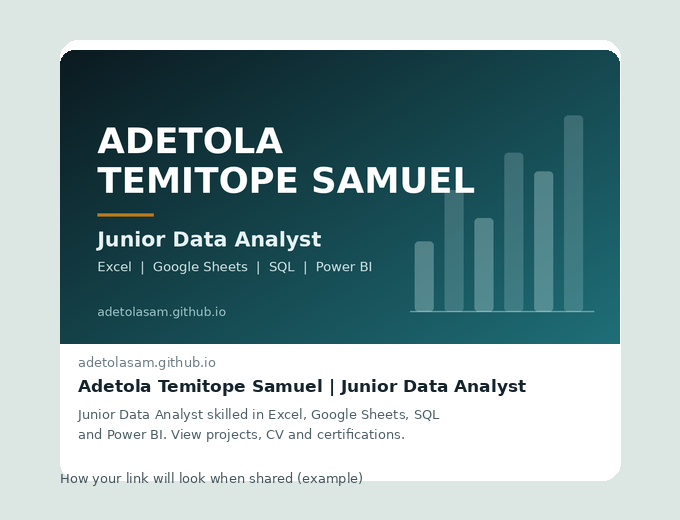 ADETOLA
TEMITOPE SAMUEL
Junior Data Analyst
Excel | Google Sheets | SQL | Power BI
adetolasam.github.io
adetolasam.github.io
Adetola Temitope Samuel | Junior Data Analyst
Junior Data Analyst skilled in Excel, Google Sheets, SQL
and Power BI. View projects, CV and certifications.
How your link will look when shared (example)